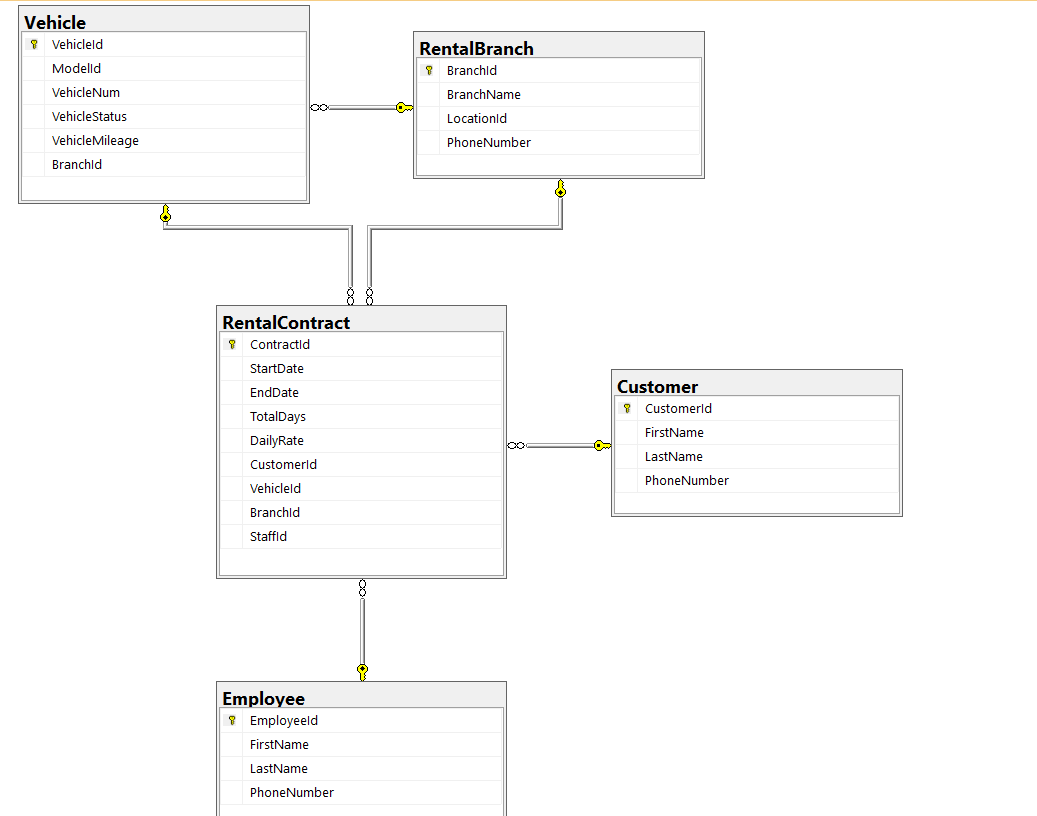 Vehicle
VehicleId
ModelId
VehicleNum
VehicleStatus
VehicleMileage
BranchId
RentalBranch
BranchId
BranchName
LocationId
PhoneNumber
RentalContract
ContractId
StartDate
EndDate
TotalDays
DailyRate
CustomerId
VehicleId
BranchId
StaffId
Customer
CustomerId
FirstName
LastName
PhoneNumber
Employee
EmployeeId
FirstName
LastName
PhoneNumber